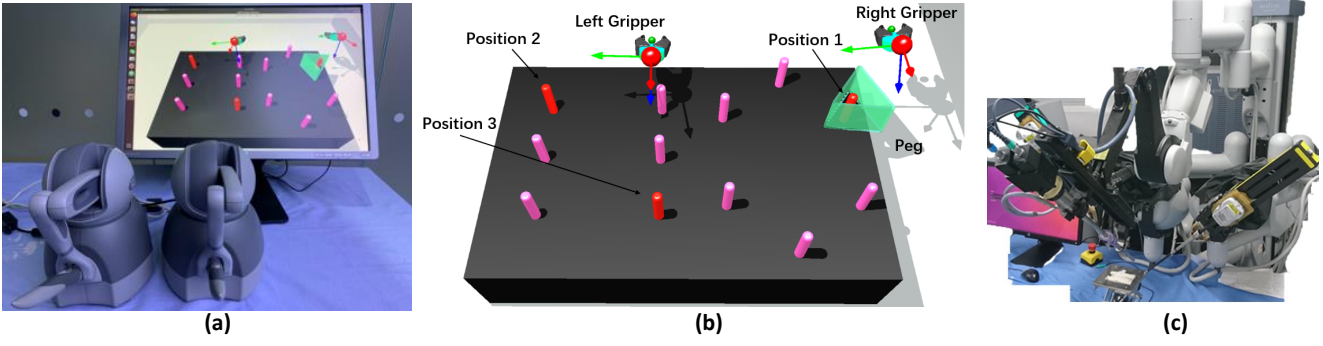 Left Gripper
Right Gripper
Position 2
Position 1
Position 3
Peg
(a)
(b)
(c)